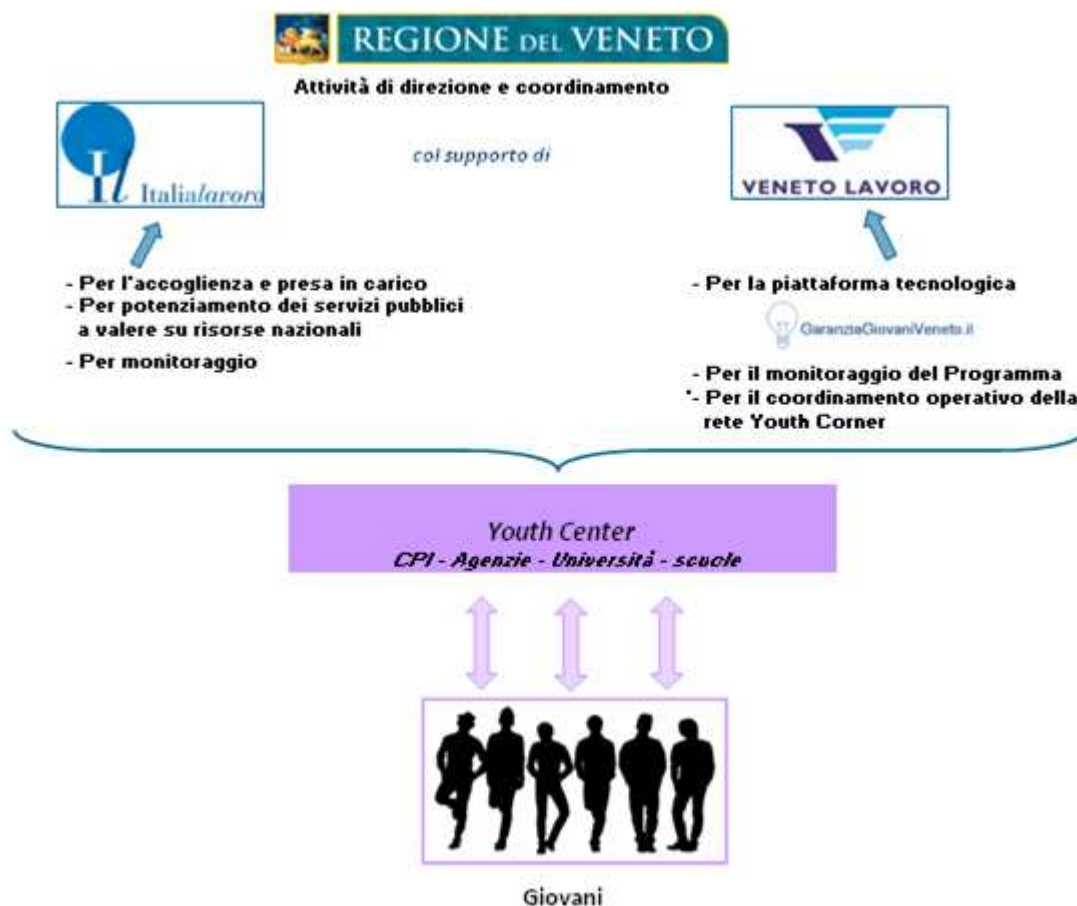 REGIONE DEL VENETO
Attività di direzione e coordinamento
Il
Italialavoro
col supporto di
VENETO LAVORO
- Per l'accoglienza e presa in carico
- Per potenziamento dei servizi pubblici
a valere su risorse nazionali
- Per monitoraggio
- Per la piattaforma tecnologica
GaranziaGiovaniVeneto.it
- Per il monitoraggio del Programma
- Per il coordinamento operativo della
rete Youth Corner
Youth Center
CPI - Agenzie - Università - scuole
Giovani